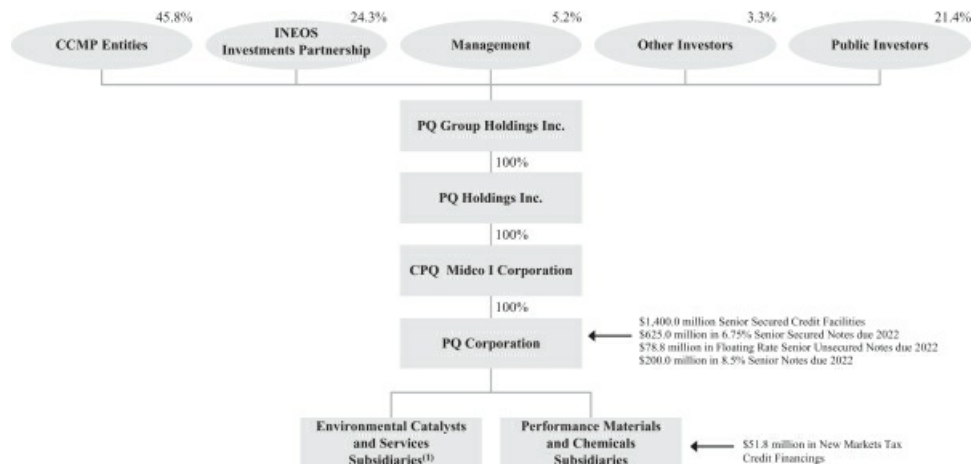 45.8%
24.3%
5.2%
3.3%
21.4%
CCMP Entities
INEOS
Investments Partnership
Management
Other Investors
Public Investors
PQ Group Holdings Inc.
100%
PQ Holdings Inc.
100%
CPQ Midco I Corporation
100%
PQ Corporation
$1,400.0 million Senior Secured Credit Facilities
$625.0 million in 6.75% Senior Secured Notes due 2022
$78.8 million in Floating Rate Senior Unsecured Notes due 2022
$200.0 million in 8.5% Senior Notes due 2022
Environmental Catalysts
and Services
Subsidiaries(1)
Performance Materials
and Chemicals
Subsidiaries
$51.8 million in New Markets Tax
Credit Financings